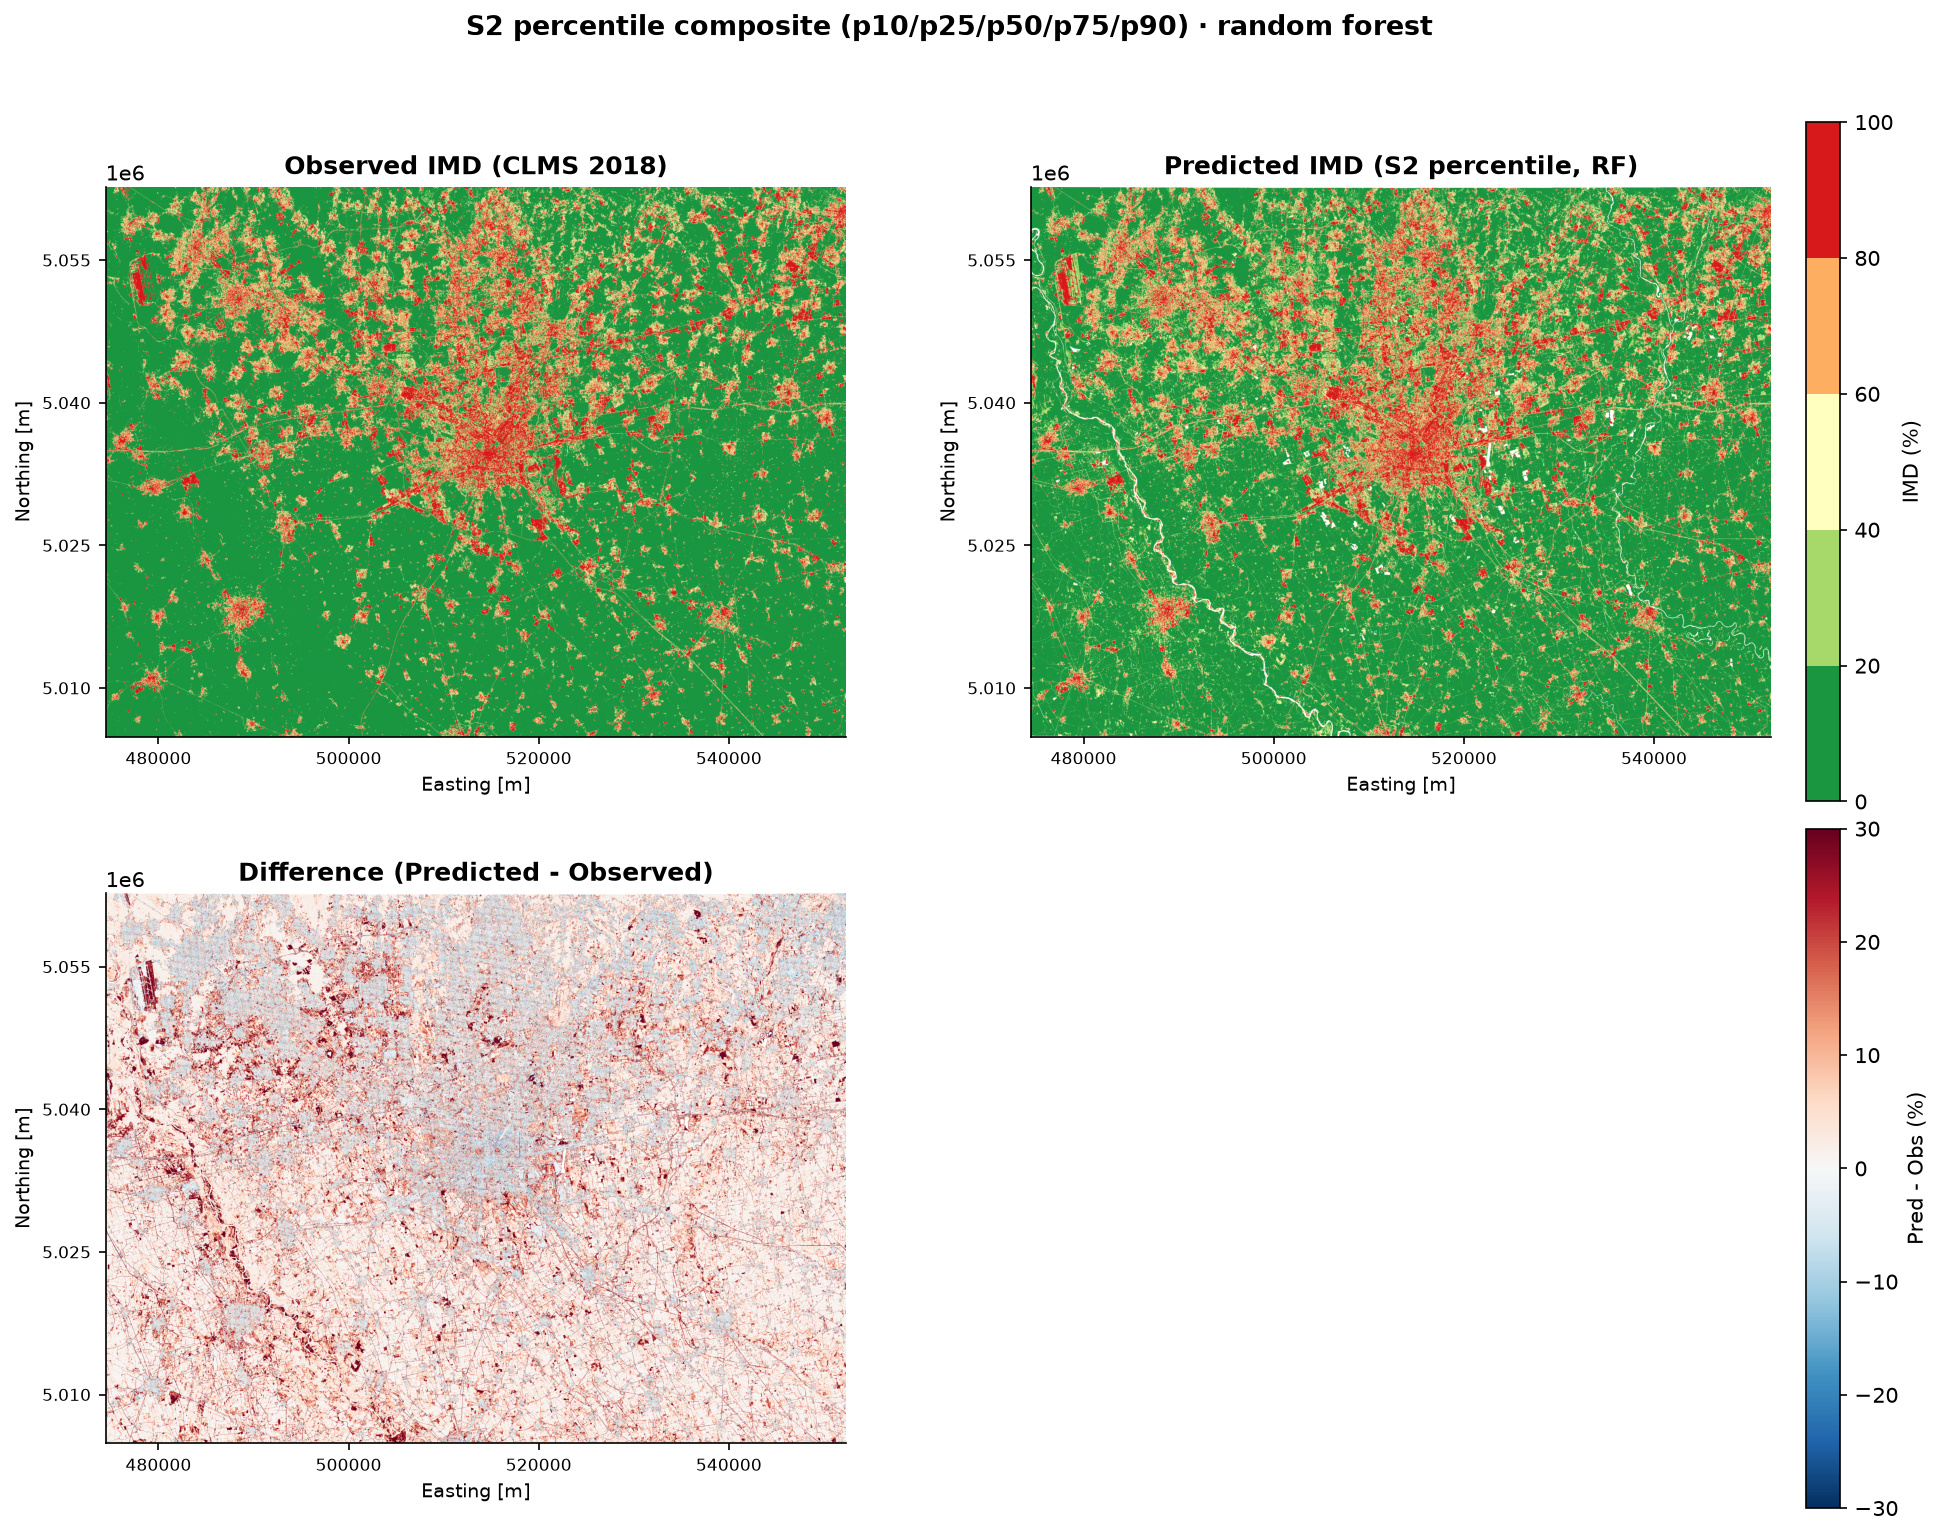 S2 percentile composite (p10/p25/p50/p75/p90) · random forest
Observed IMD (CLMS 2018)
1e6
5.055
5.040
5.025
5.010
Northing [m]
480000
500000
520000
540000
Easting [m]
Predicted IMD (S2 percentile, RF)
1e6
5.055
5.040
5.025
5.010
Northing [m]
480000
500000
520000
540000
Easting [m]
100
80
60
40
20
0
IMD (%)
Difference (Predicted - Observed)
1e6
5.055
5.040
5.025
5.010
Northing [m]
480000
500000
520000
540000
Easting [m]
30
20
10
0
−10
−20
−30
Pred - Obs (%)